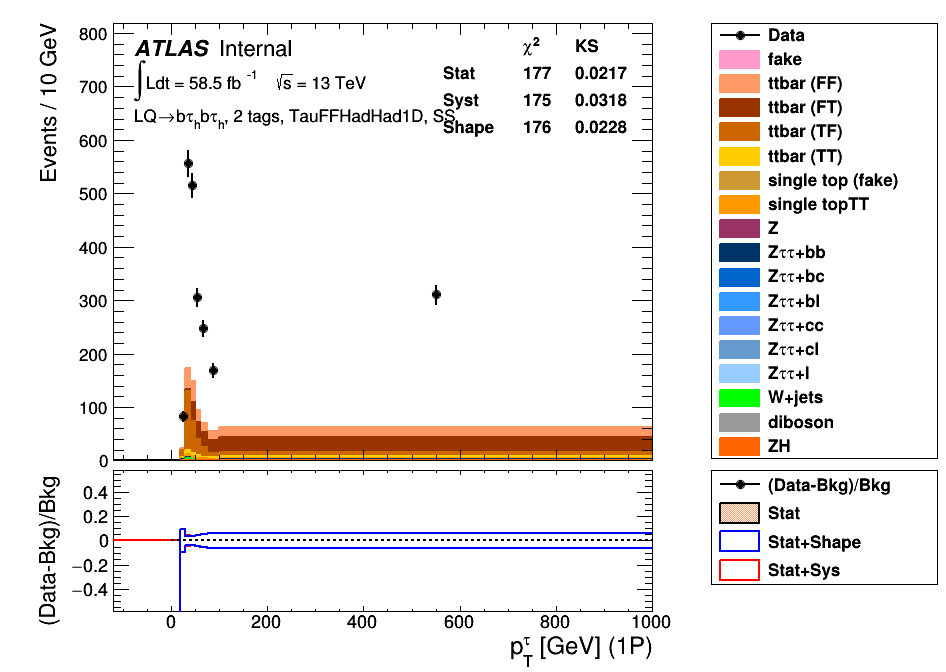 Events / 10 GeV
800
700
600
500
400
300
200
100
0
ATLAS Internal
∫ Ldt = 58.5 fb⁻¹ √s = 13 TeV
LQ→bτ_h bτ_h, 2 tags, TauFFHadHad1D, SS,
χ² KS
Stat 177 0.0217
Syst 175 0.0318
Shape 176 0.0228
Data
fake
ttbar (FF)
ttbar (FT)
ttbar (TF)
ttbar (TT)
single top (fake)
single topTT
Z
Zττ+bb
Zττ+bc
Zττ+bl
Zττ+cc
Zττ+cl
Zττ+l
W+jets
diboson
ZH
(Data-Bkg)/Bkg
0.4
0.2
0
−0.2
−0.4
0 200 400 600 800 1000
p_T^τ [GeV] (1P)
(Data-Bkg)/Bkg
Stat
Stat+Shape
Stat+Sys